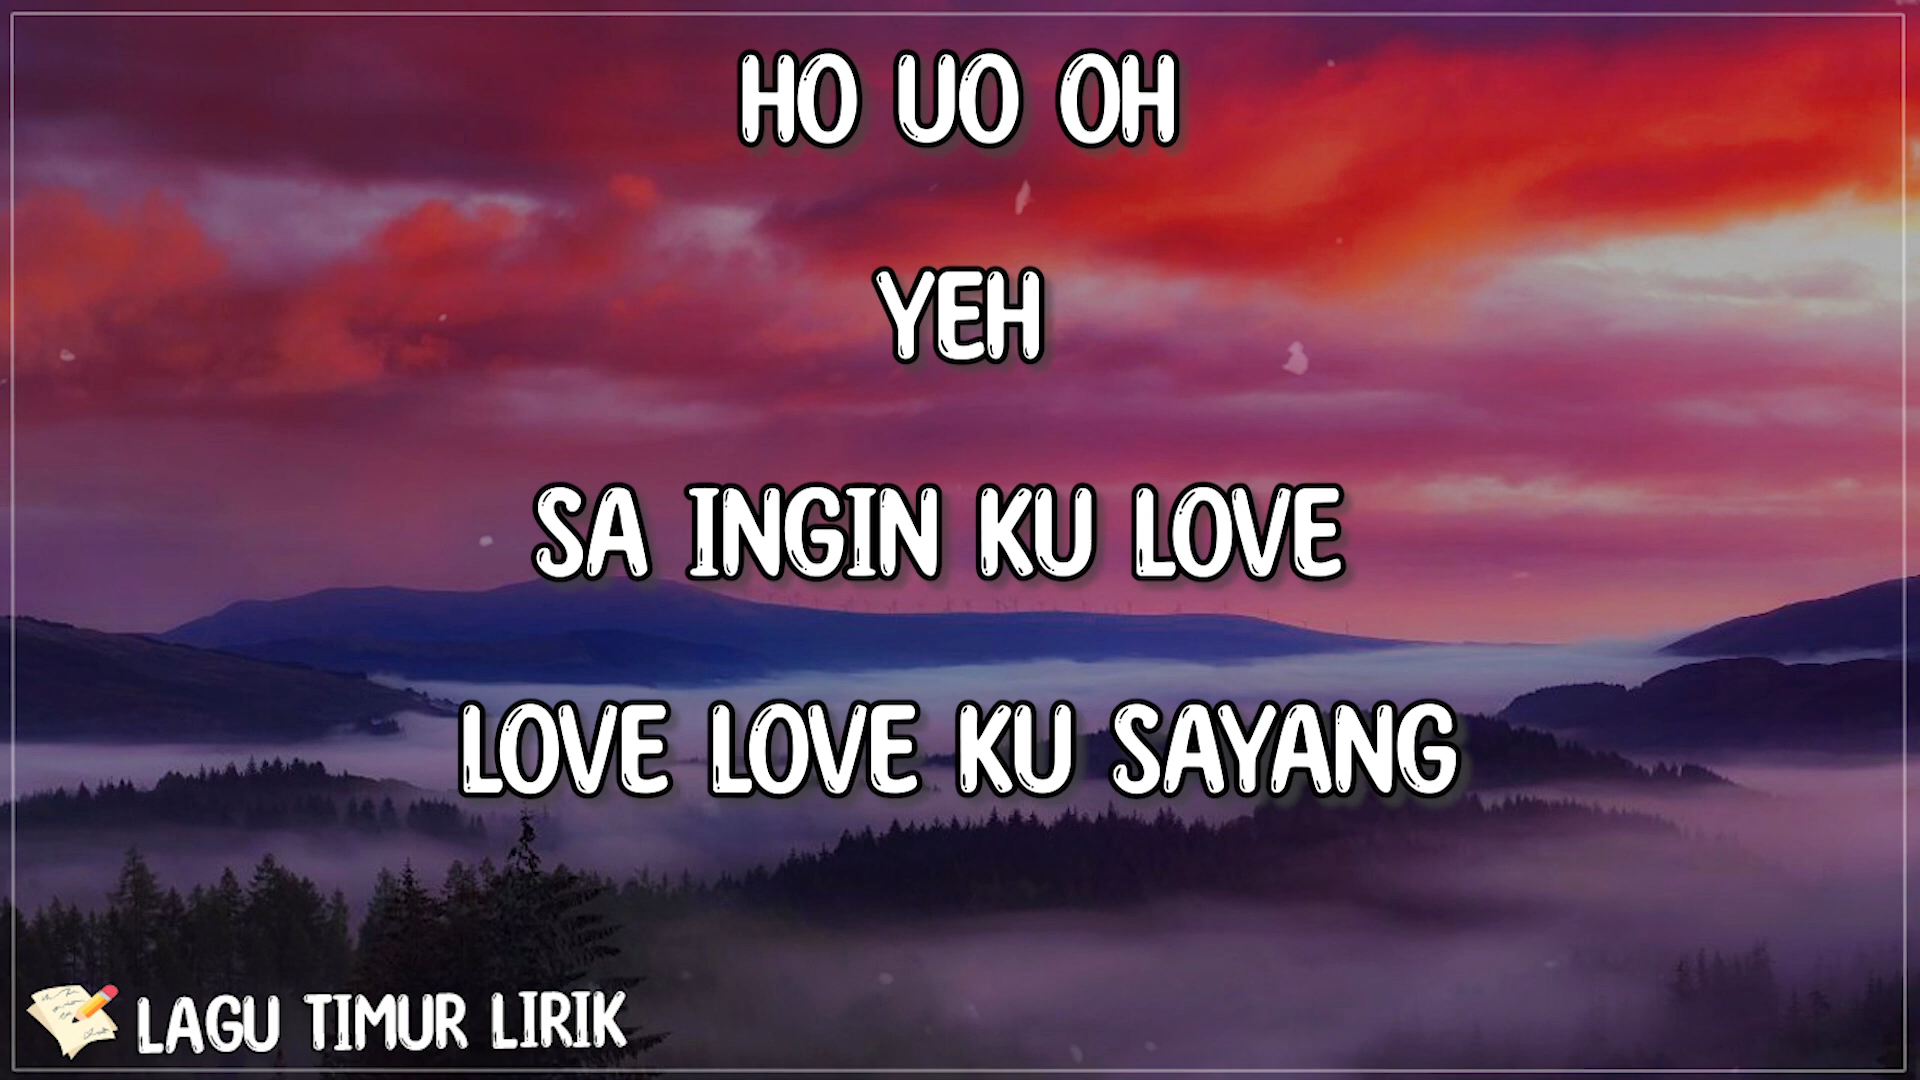 HO UO OH
YEH
SA INGIN KU LOVE
LOVE LOVE KU SAYANG
LAGU TIMUR LIRIK